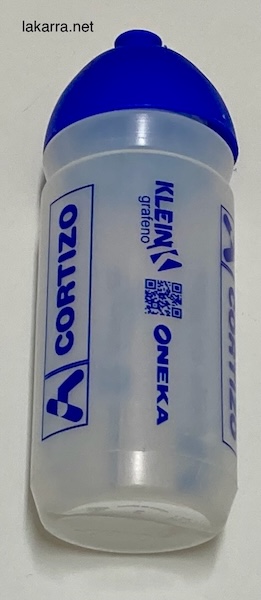 lakarra.net
CORTIZO
KLEIN
grafeno
ONEKA
CORTIZO